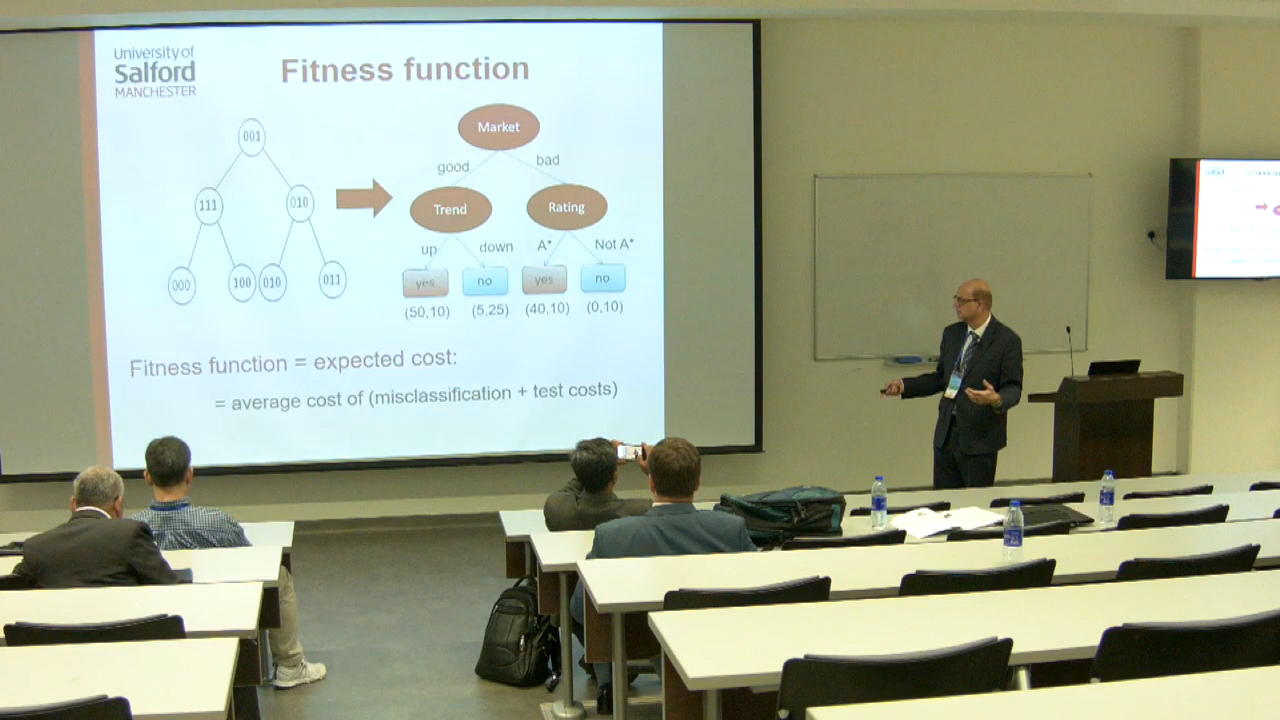 University of
Salford
MANCHESTER
Fitness function
001
Market
good
bad
111
010
Trend
Rating
up
down
A*
Not A*
000
100
010
011
yes
no
yes
no
(50,10)
(5,25)
(40,10)
(0,10)
Fitness function = expected cost:
= average cost of (misclassification + test costs)